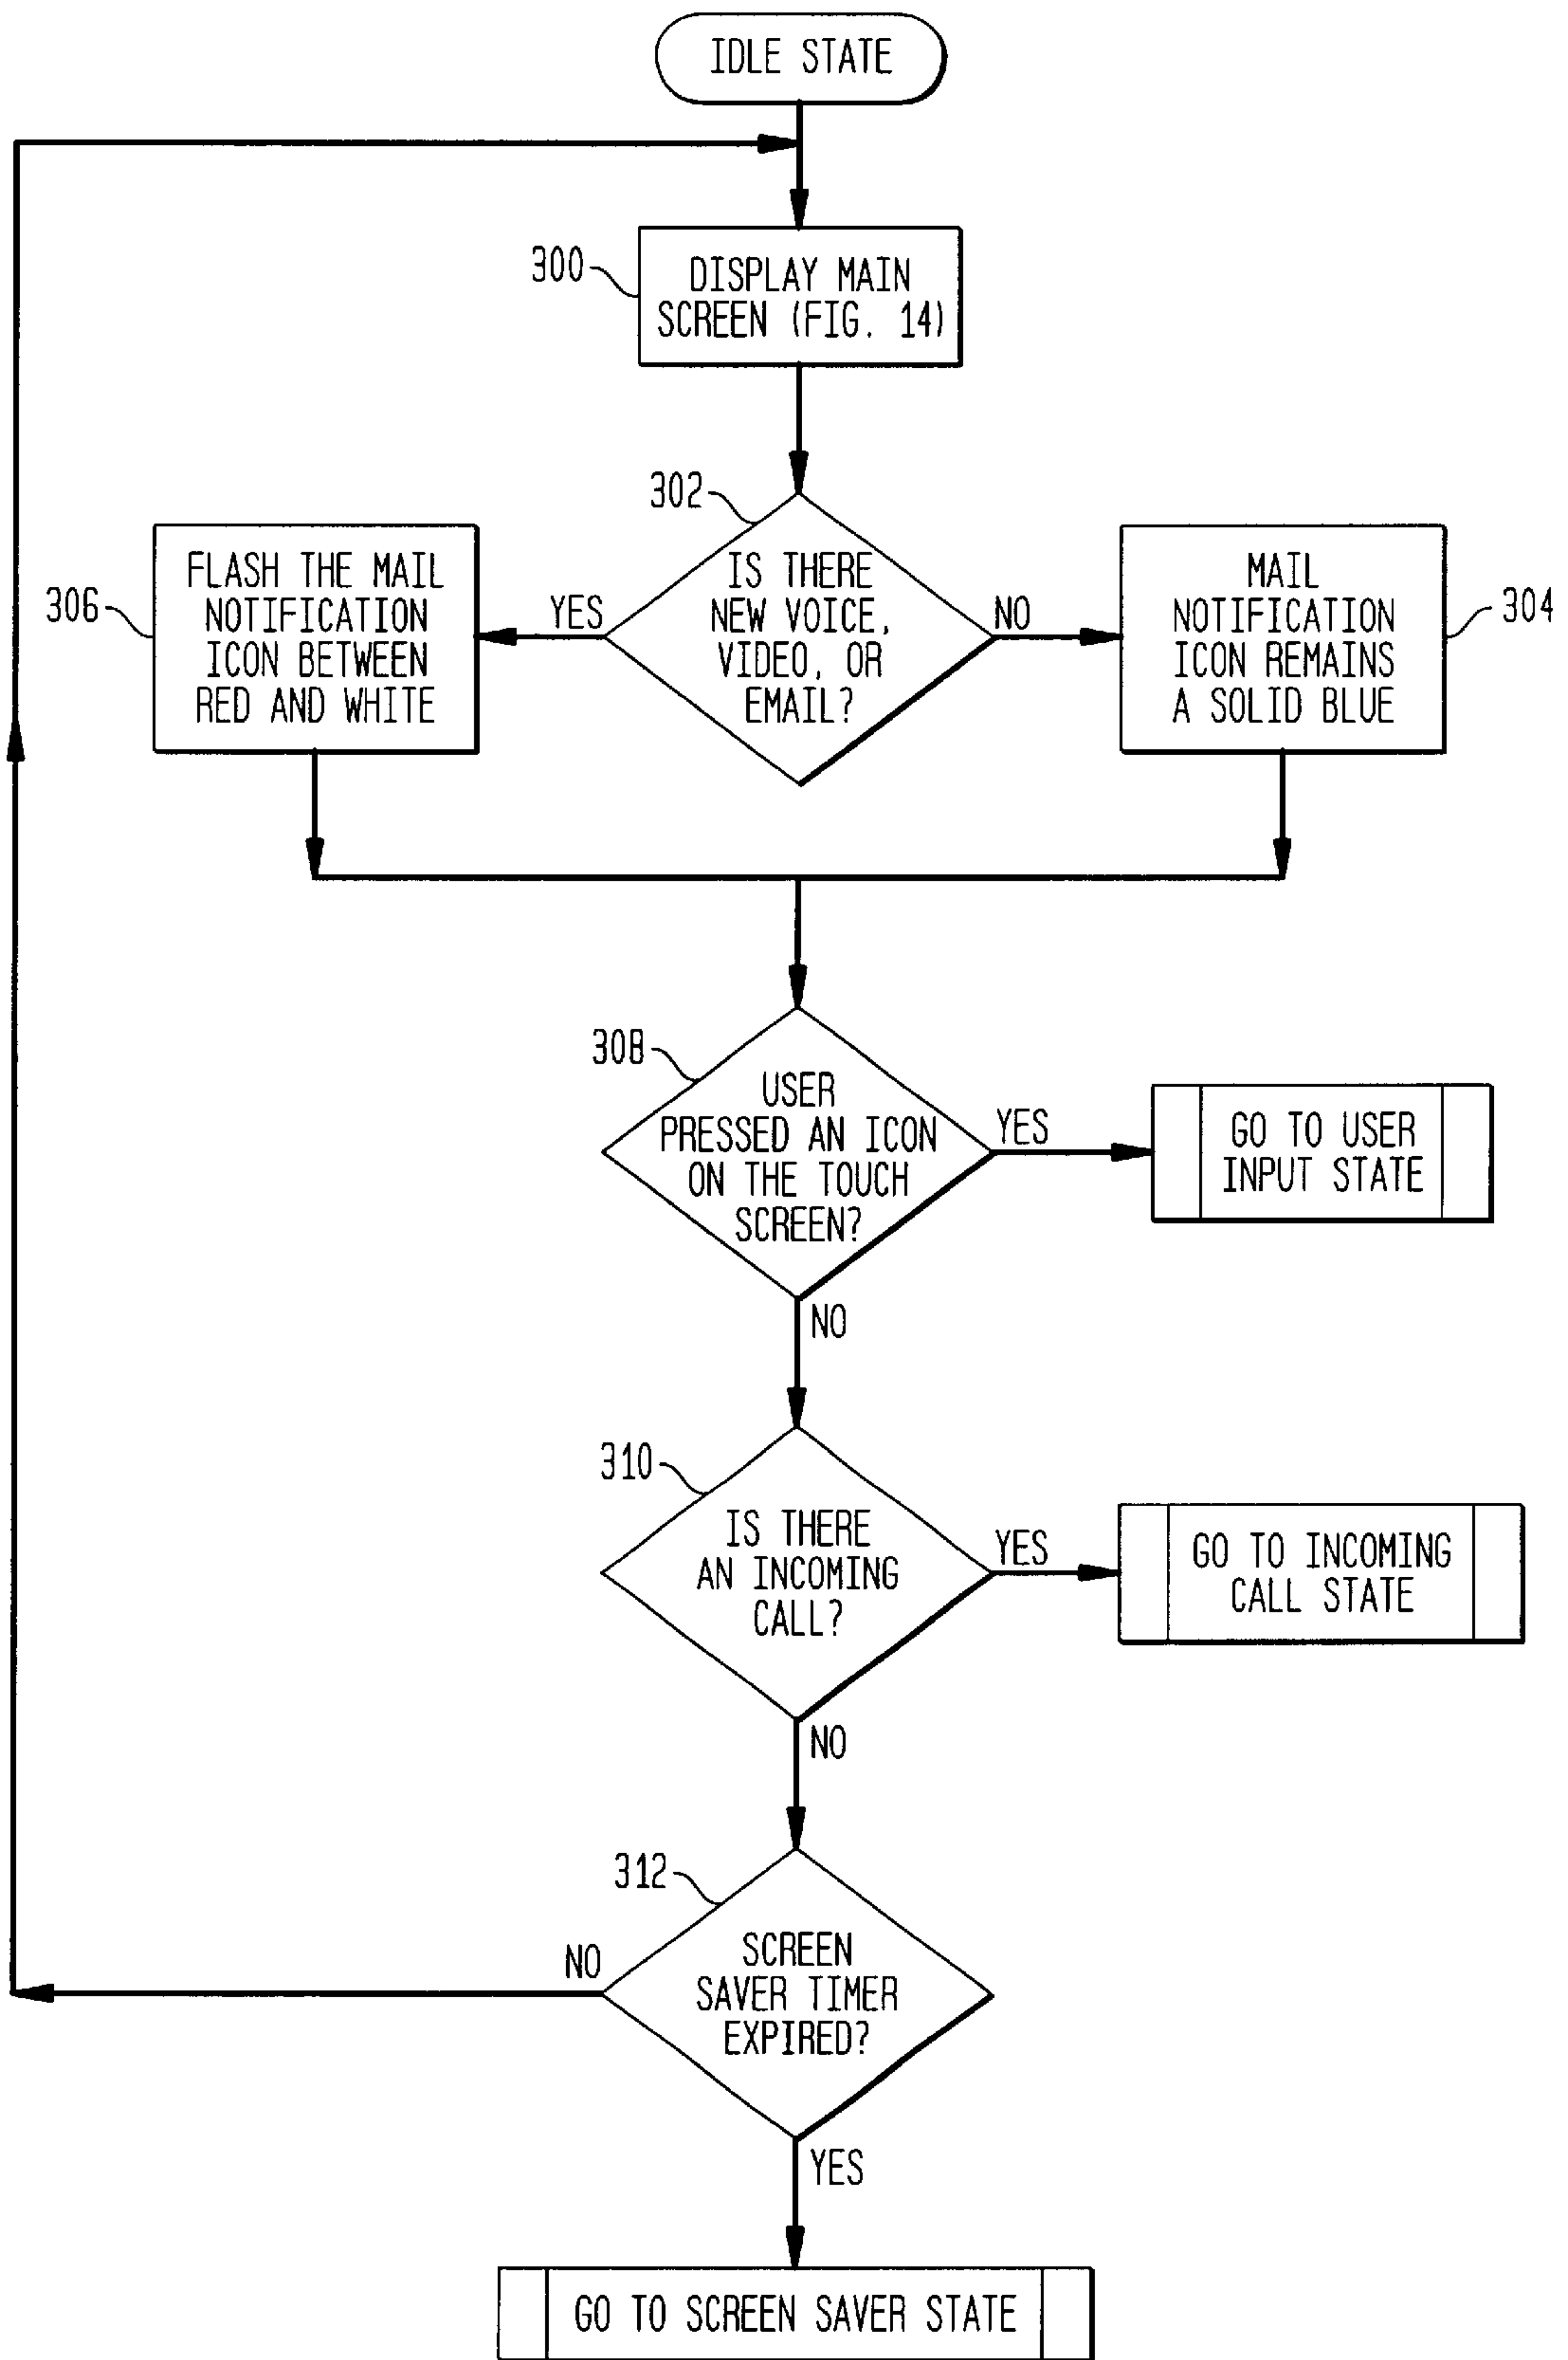 IDLE STATE
300
DISPLAY MAIN
SCREEN (FIG. 14)
302
306
FLASH THE MAIL
NOTIFICATION
ICON BETWEEN
RED AND WHITE
YES
IS THERE
NEW VOICE,
VIDEO, OR
EMAIL?
NO
MAIL
NOTIFICATION
ICON REMAINS
A SOLID BLUE
304
308
USER
PRESSED AN ICON
ON THE TOUCH
SCREEN?
YES
GO TO USER
INPUT STATE
NO
310
IS THERE
AN INCOMING
CALL?
YES
GO TO INCOMING
CALL STATE
NO
312
NO
SCREEN
SAVER TIMER
EXPIRED?
YES
GO TO SCREEN SAVER STATE